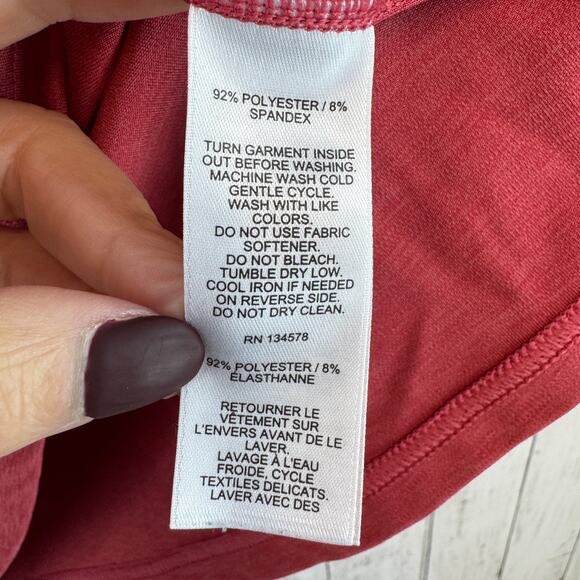 92% POLYESTER / 8%
SPANDEX
TURN GARMENT INSIDE
OUT BEFORE WASHING.
MACHINE WASH COLD
GENTLE CYCLE.
WASH WITH LIKE
COLORS.
DO NOT USE FABRIC
SOFTENER.
DO NOT BLEACH.
TUMBLE DRY LOW.
COOL IRON IF NEEDED
ON REVERSE SIDE.
DO NOT DRY CLEAN.
RN 134578
92% POLYESTER / 8%
ÉLASTHANNE
RETOURNER LE
VÊTEMENT SUR
L'ENVERS AVANT DE LE
LAVER.
LAVAGE À L'EAU
FROIDE, CYCLE
TEXTILES DELICATS.
LAVER AVEC DES